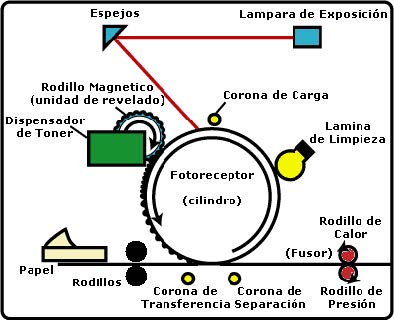 Espejos
Lampara de Exposición
Rodillo Magnetico
(unidad de revelado)
Corona de Carga
Dispensador
de Toner
Lamina
de Limpieza
Fotoreceptor
(cilindro)
Rodillo de
Calor
(Fusor)
Papel
Rodillos
Corona de
Transferencia
Corona de
Separación
Rodillo de
Presión